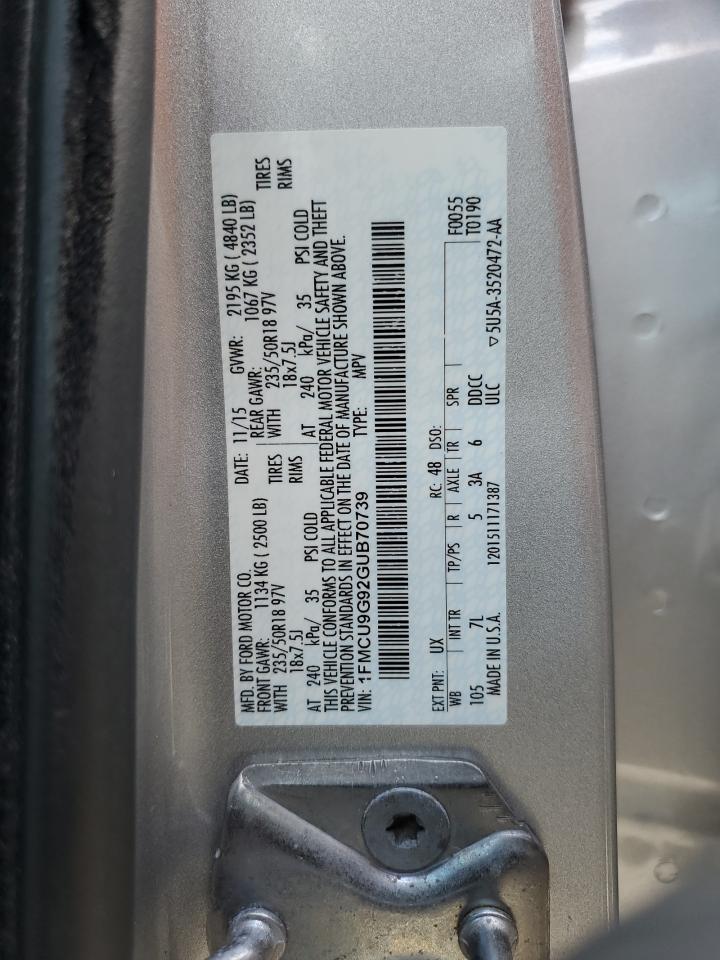 MFD. BY FORD MOTOR CO. DATE: 11/15 GVWR: 2195 KG ( 4840 LB)
FRONT GAWR: 1134 KG ( 2500 LB) REAR GAWR: 1067 KG ( 2352 LB)
WITH 235/50R18 97V TIRES WITH 235/50R18 97V TIRES
18x7.5J RIMS 18x7.5J RIMS
AT 240 kPa/ 35 PSI COLD AT 240 kPa/ 35 PSI COLD
THIS VEHICLE CONFORMS TO ALL APPLICABLE FEDERAL MOTOR VEHICLE SAFETY AND THEFT
PREVENTION STANDARDS IN EFFECT ON THE DATE OF MANUFACTURE SHOWN ABOVE.
VIN: 1FMCU9G92GUB70739 TYPE: MPV
EXT PNT: UX RC: 48 DSO: F0055
WB INT TR TP/PS R AXLE TR SPR T0190
105 7L 5 3A 6 DDCC
MADE IN U.S.A. 12015111171387 ULC ▽5U5A-3520472-AA